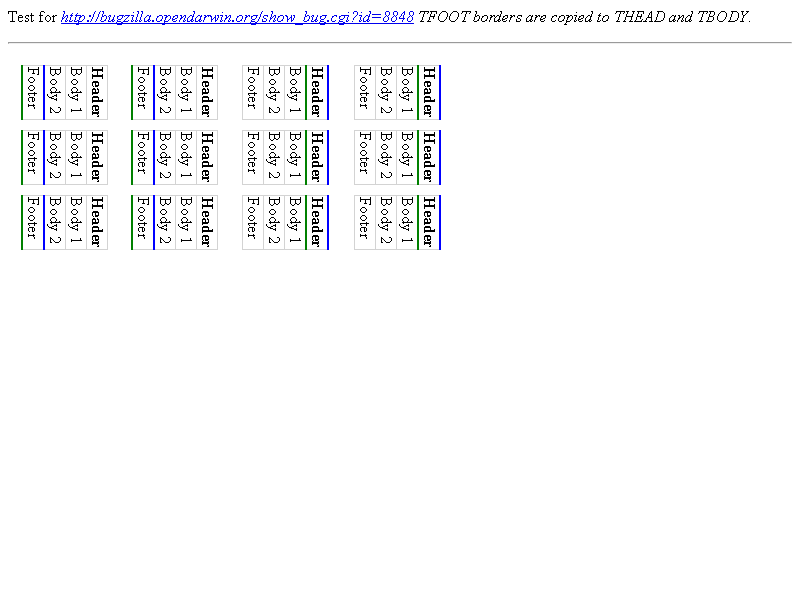 Test for http://bugzilla.opendarwin.org/show_bug.cgi?id=8848 TFOOT borders are copied to THEAD and TBODY.
Header
Body 1
Body 2
Footer
Header
Body 1
Body 2
Footer
Header
Body 1
Body 2
Footer
Header
Body 1
Body 2
Footer
Header
Body 1
Body 2
Footer
Header
Body 1
Body 2
Footer
Header
Body 1
Body 2
Footer
Header
Body 1
Body 2
Footer
Header
Body 1
Body 2
Footer
Header
Body 1
Body 2
Footer
Header
Body 1
Body 2
Footer
Header
Body 1
Body 2
Footer